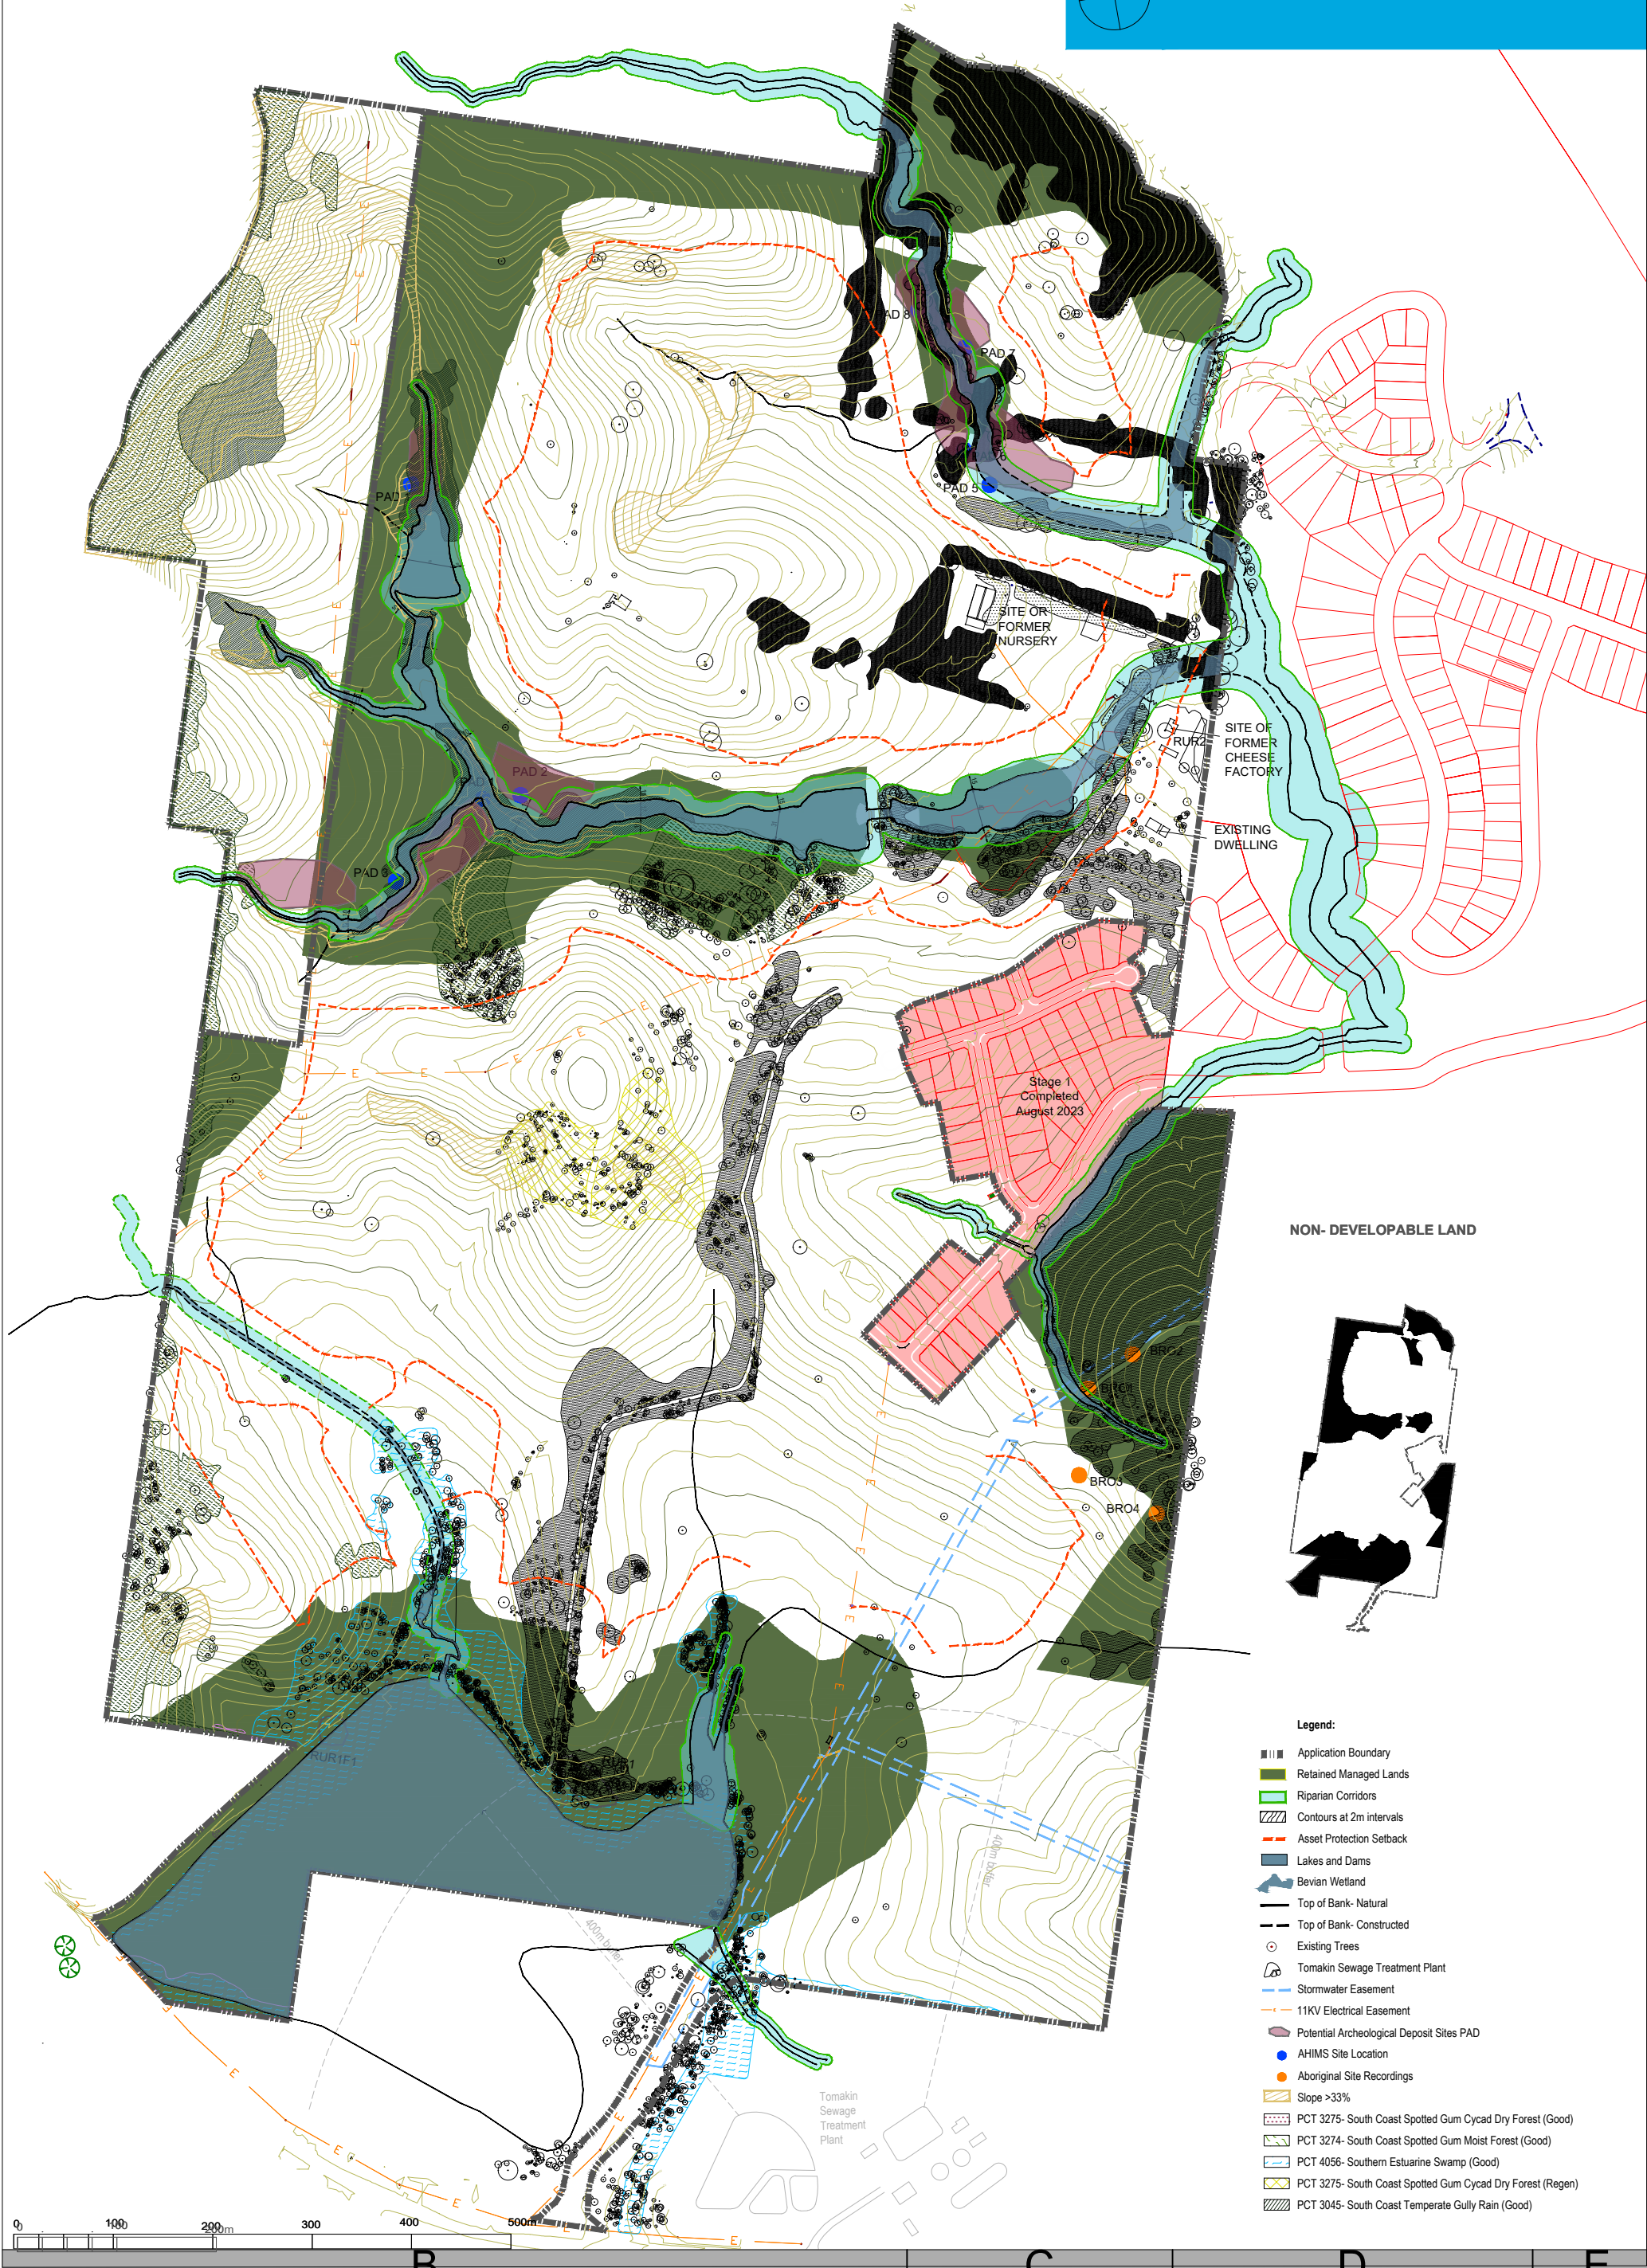 AD 8
PAD 7
PAD 6
PAD 5
PAD
SITE OR
FORMER
NURSERY
PAD 2
PAD 1
PAD 3
RUR2
SITE OF
FORMER
CHEESE
FACTORY
EXISTING
DWELLING
Stage 1
Completed
August 2023
NON- DEVELOPABLE LAND
BRO2
BRO1
BRO3
BRO4
RUR1F1
RUR1
400m buffer
400m buffer
Tomakin
Sewage
Treatment
Plant
Legend:
Application Boundary
Retained Managed Lands
Riparian Corridors
Contours at 2m intervals
Asset Protection Setback
Lakes and Dams
Bevian Wetland
Top of Bank- Natural
Top of Bank- Constructed
Existing Trees
Tomakin Sewage Treatment Plant
Stormwater Easement
11KV Electrical Easement
Potential Archeological Deposit Sites PAD
AHIMS Site Location
Aboriginal Site Recordings
Slope >33%
PCT 3275- South Coast Spotted Gum Cycad Dry Forest (Good)
PCT 3274- South Coast Spotted Gum Moist Forest (Good)
PCT 4056- Southern Estuarine Swamp (Good)
PCT 3275- South Coast Spotted Gum Cycad Dry Forest (Regen)
PCT 3045- South Coast Temperate Gully Rain (Good)
0 100 200m 300 400 500m
B C D E